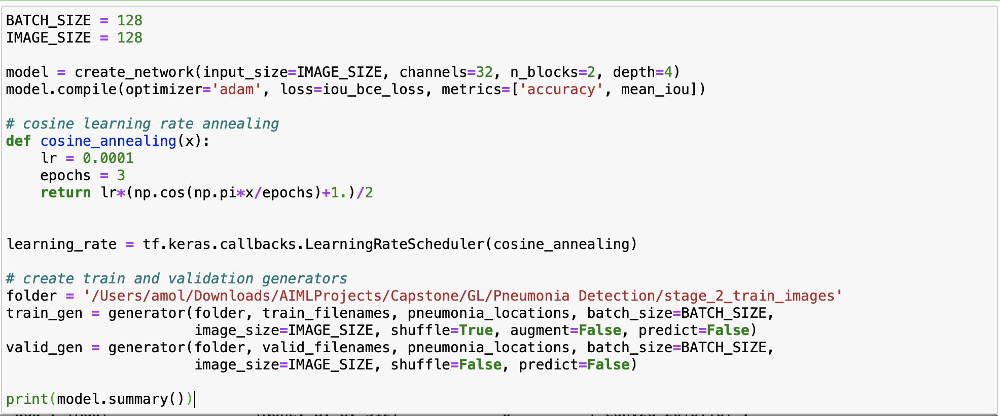 BATCH_SIZE = 128
IMAGE_SIZE = 128
model = create_network(input_size=IMAGE_SIZE, channels=32, n_blocks=2, depth=4)
model.compile(optimizer='adam', loss=iou_bce_loss, metrics=['accuracy', mean_iou])
# cosine learning rate annealing
def cosine_annealing(x):
    lr = 0.0001
    epochs = 3
    return lr*(np.cos(np.pi*x/epochs)+1.)/2
learning_rate = tf.keras.callbacks.LearningRateScheduler(cosine_annealing)
# create train and validation generators
folder = '/Users/amol/Downloads/AIMLProjects/Capstone/GL/Pneumonia Detection/stage_2_train_images'
train_gen = generator(folder, train_filenames, pneumonia_locations, batch_size=BATCH_SIZE,
                      image_size=IMAGE_SIZE, shuffle=True, augment=False, predict=False)
valid_gen = generator(folder, valid_filenames, pneumonia_locations, batch_size=BATCH_SIZE,
                      image_size=IMAGE_SIZE, shuffle=False, predict=False)
print(model.summary())